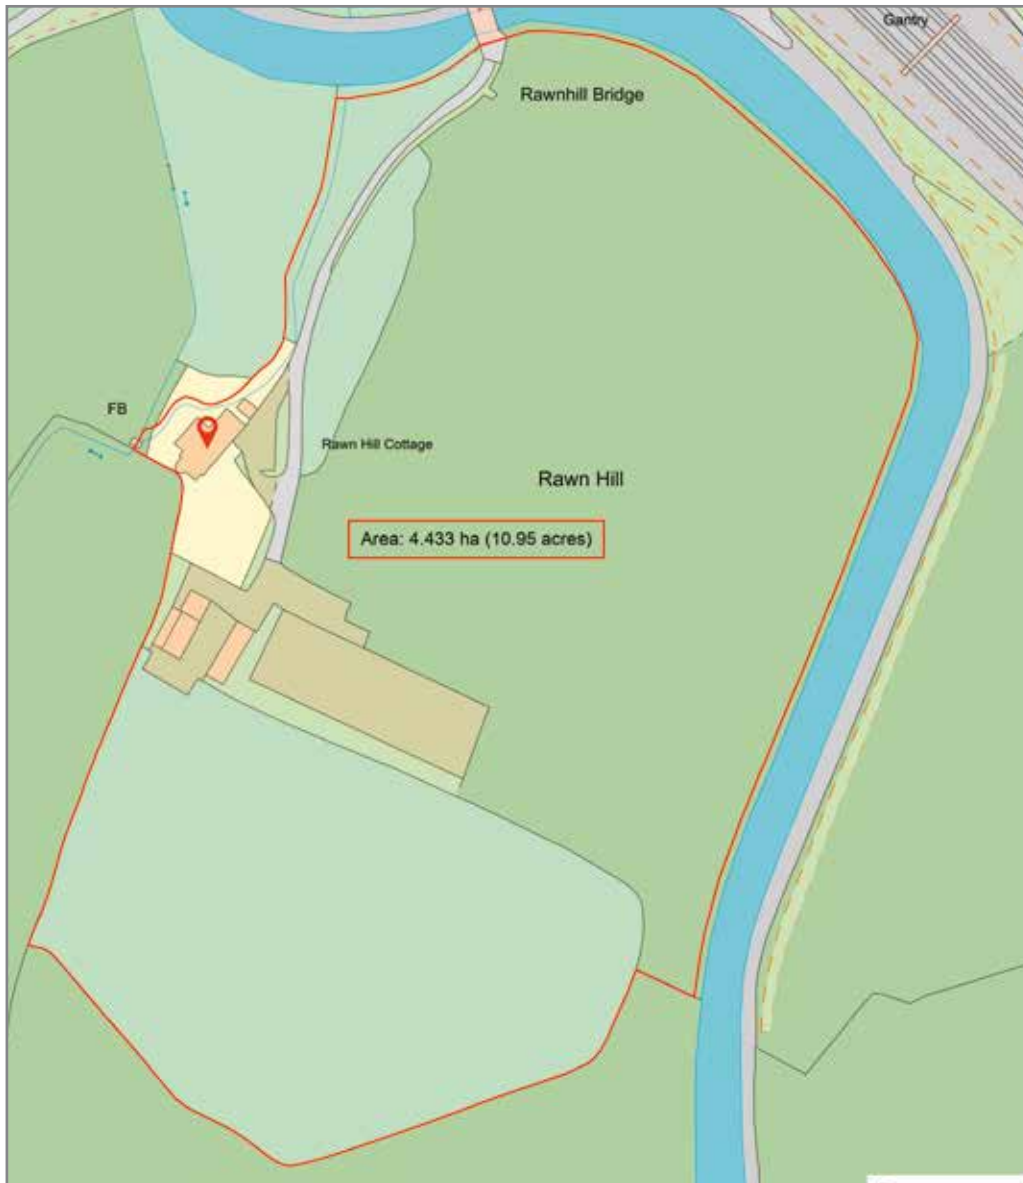 Gantry
Rawnhill Bridge
FB
Rawn Hill Cottage
Rawn Hill
Area: 4.433 ha (10.95 acres)